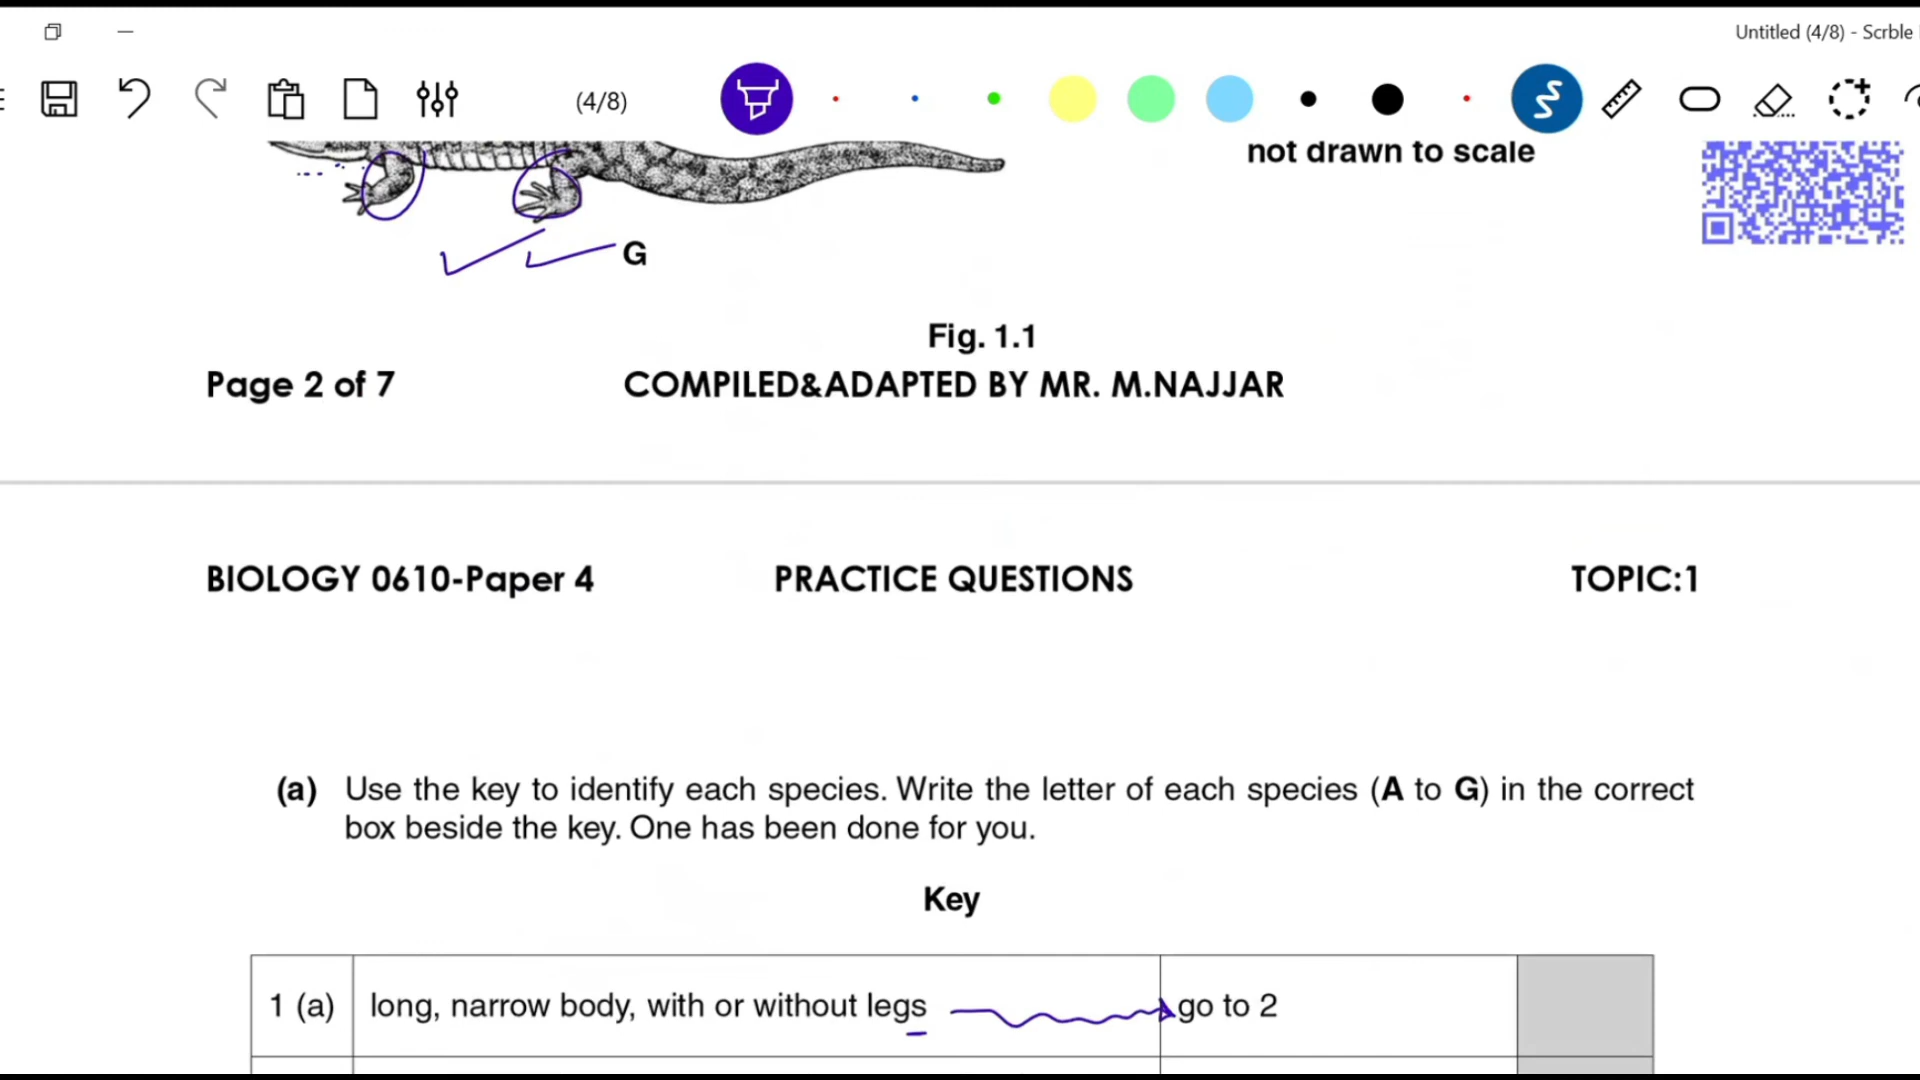 Untitled (4/8) - Scrble
(4/8)
not drawn to scale
G
Fig. 1.1
Page 2 of 7 COMPILED&ADAPTED BY MR. M.NAJJAR
BIOLOGY 0610-Paper 4 PRACTICE QUESTIONS TOPIC:1
(a) Use the key to identify each species. Write the letter of each species (A to G) in the correct
box beside the key. One has been done for you.
Key
1 (a) long, narrow body, with or without legs go to 2